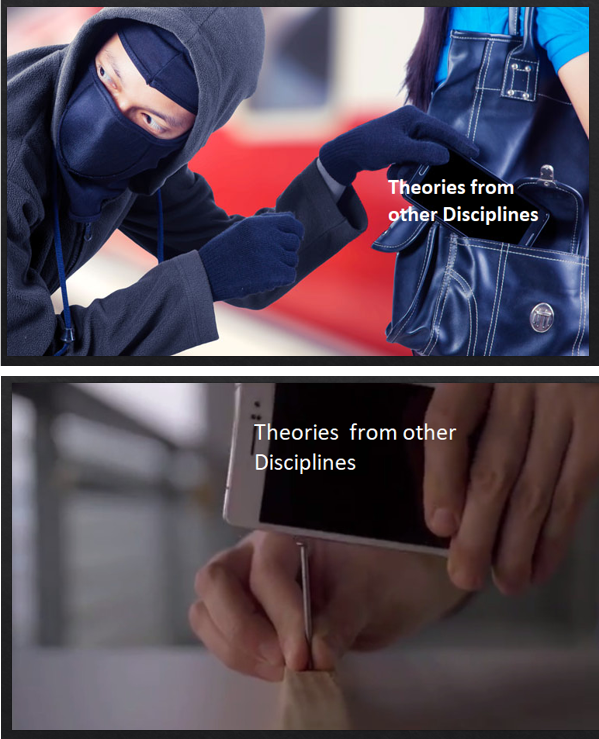 Theories from
other Disciplines
Theories  from other
Disciplines